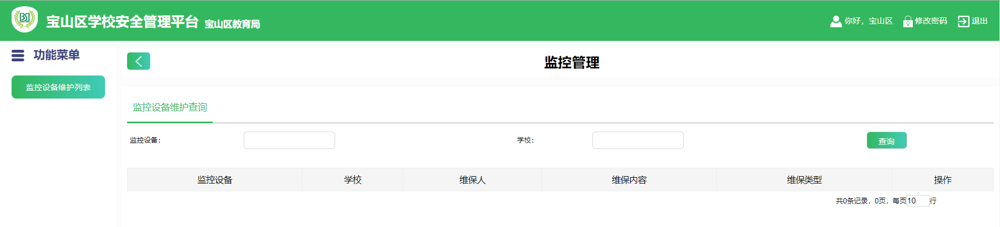 BSI
宝山区学校安全管理平台 宝山区教育局
你好，宝山区 修改密码 退出
功能菜单
监控管理
监控设备维护列表
监控设备维护查询
监控设备： 学校： 查询
监控设备 学校 维保人 维保内容 维保类型 操作
共0条记录，0页，每页10行